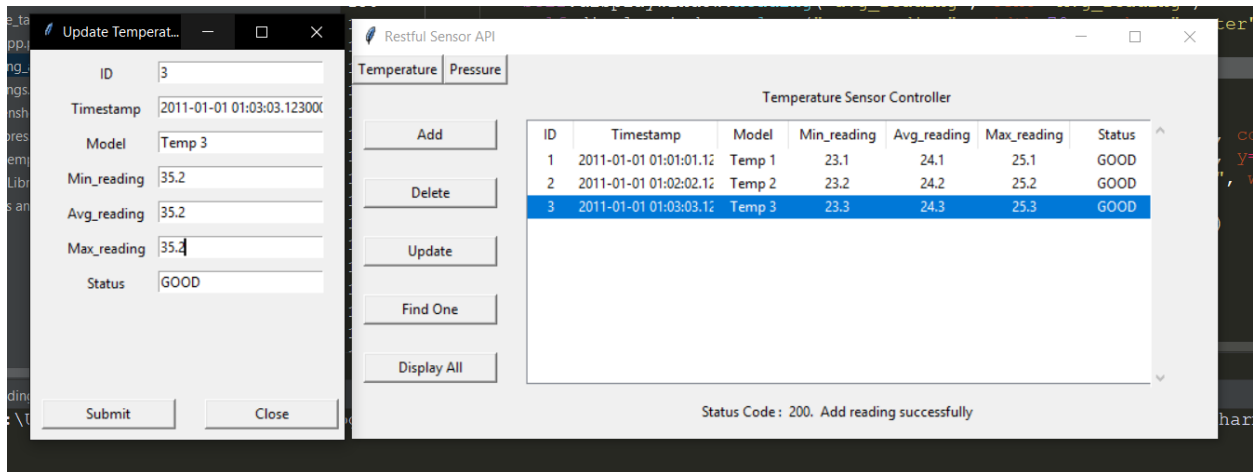 Update Temperat...
ID 3
Timestamp 2011-01-01 01:03:03.12300
Model Temp 3
Min_reading 35.2
Avg_reading 35.2
Max_reading 35.2
Status GOOD
Submit Close
Restful Sensor API
Temperature Pressure
Temperature Sensor Controller
Add
Delete
Update
Find One
Display All
ID Timestamp Model Min_reading Avg_reading Max_reading Status
1 2011-01-01 01:01:01.12 Temp 1 23.1 24.1 25.1 GOOD
2 2011-01-01 01:02:02.12 Temp 2 23.2 24.2 25.2 GOOD
3 2011-01-01 01:03:03.12 Temp 3 23.3 24.3 25.3 GOOD
Status Code : 200. Add reading successfully